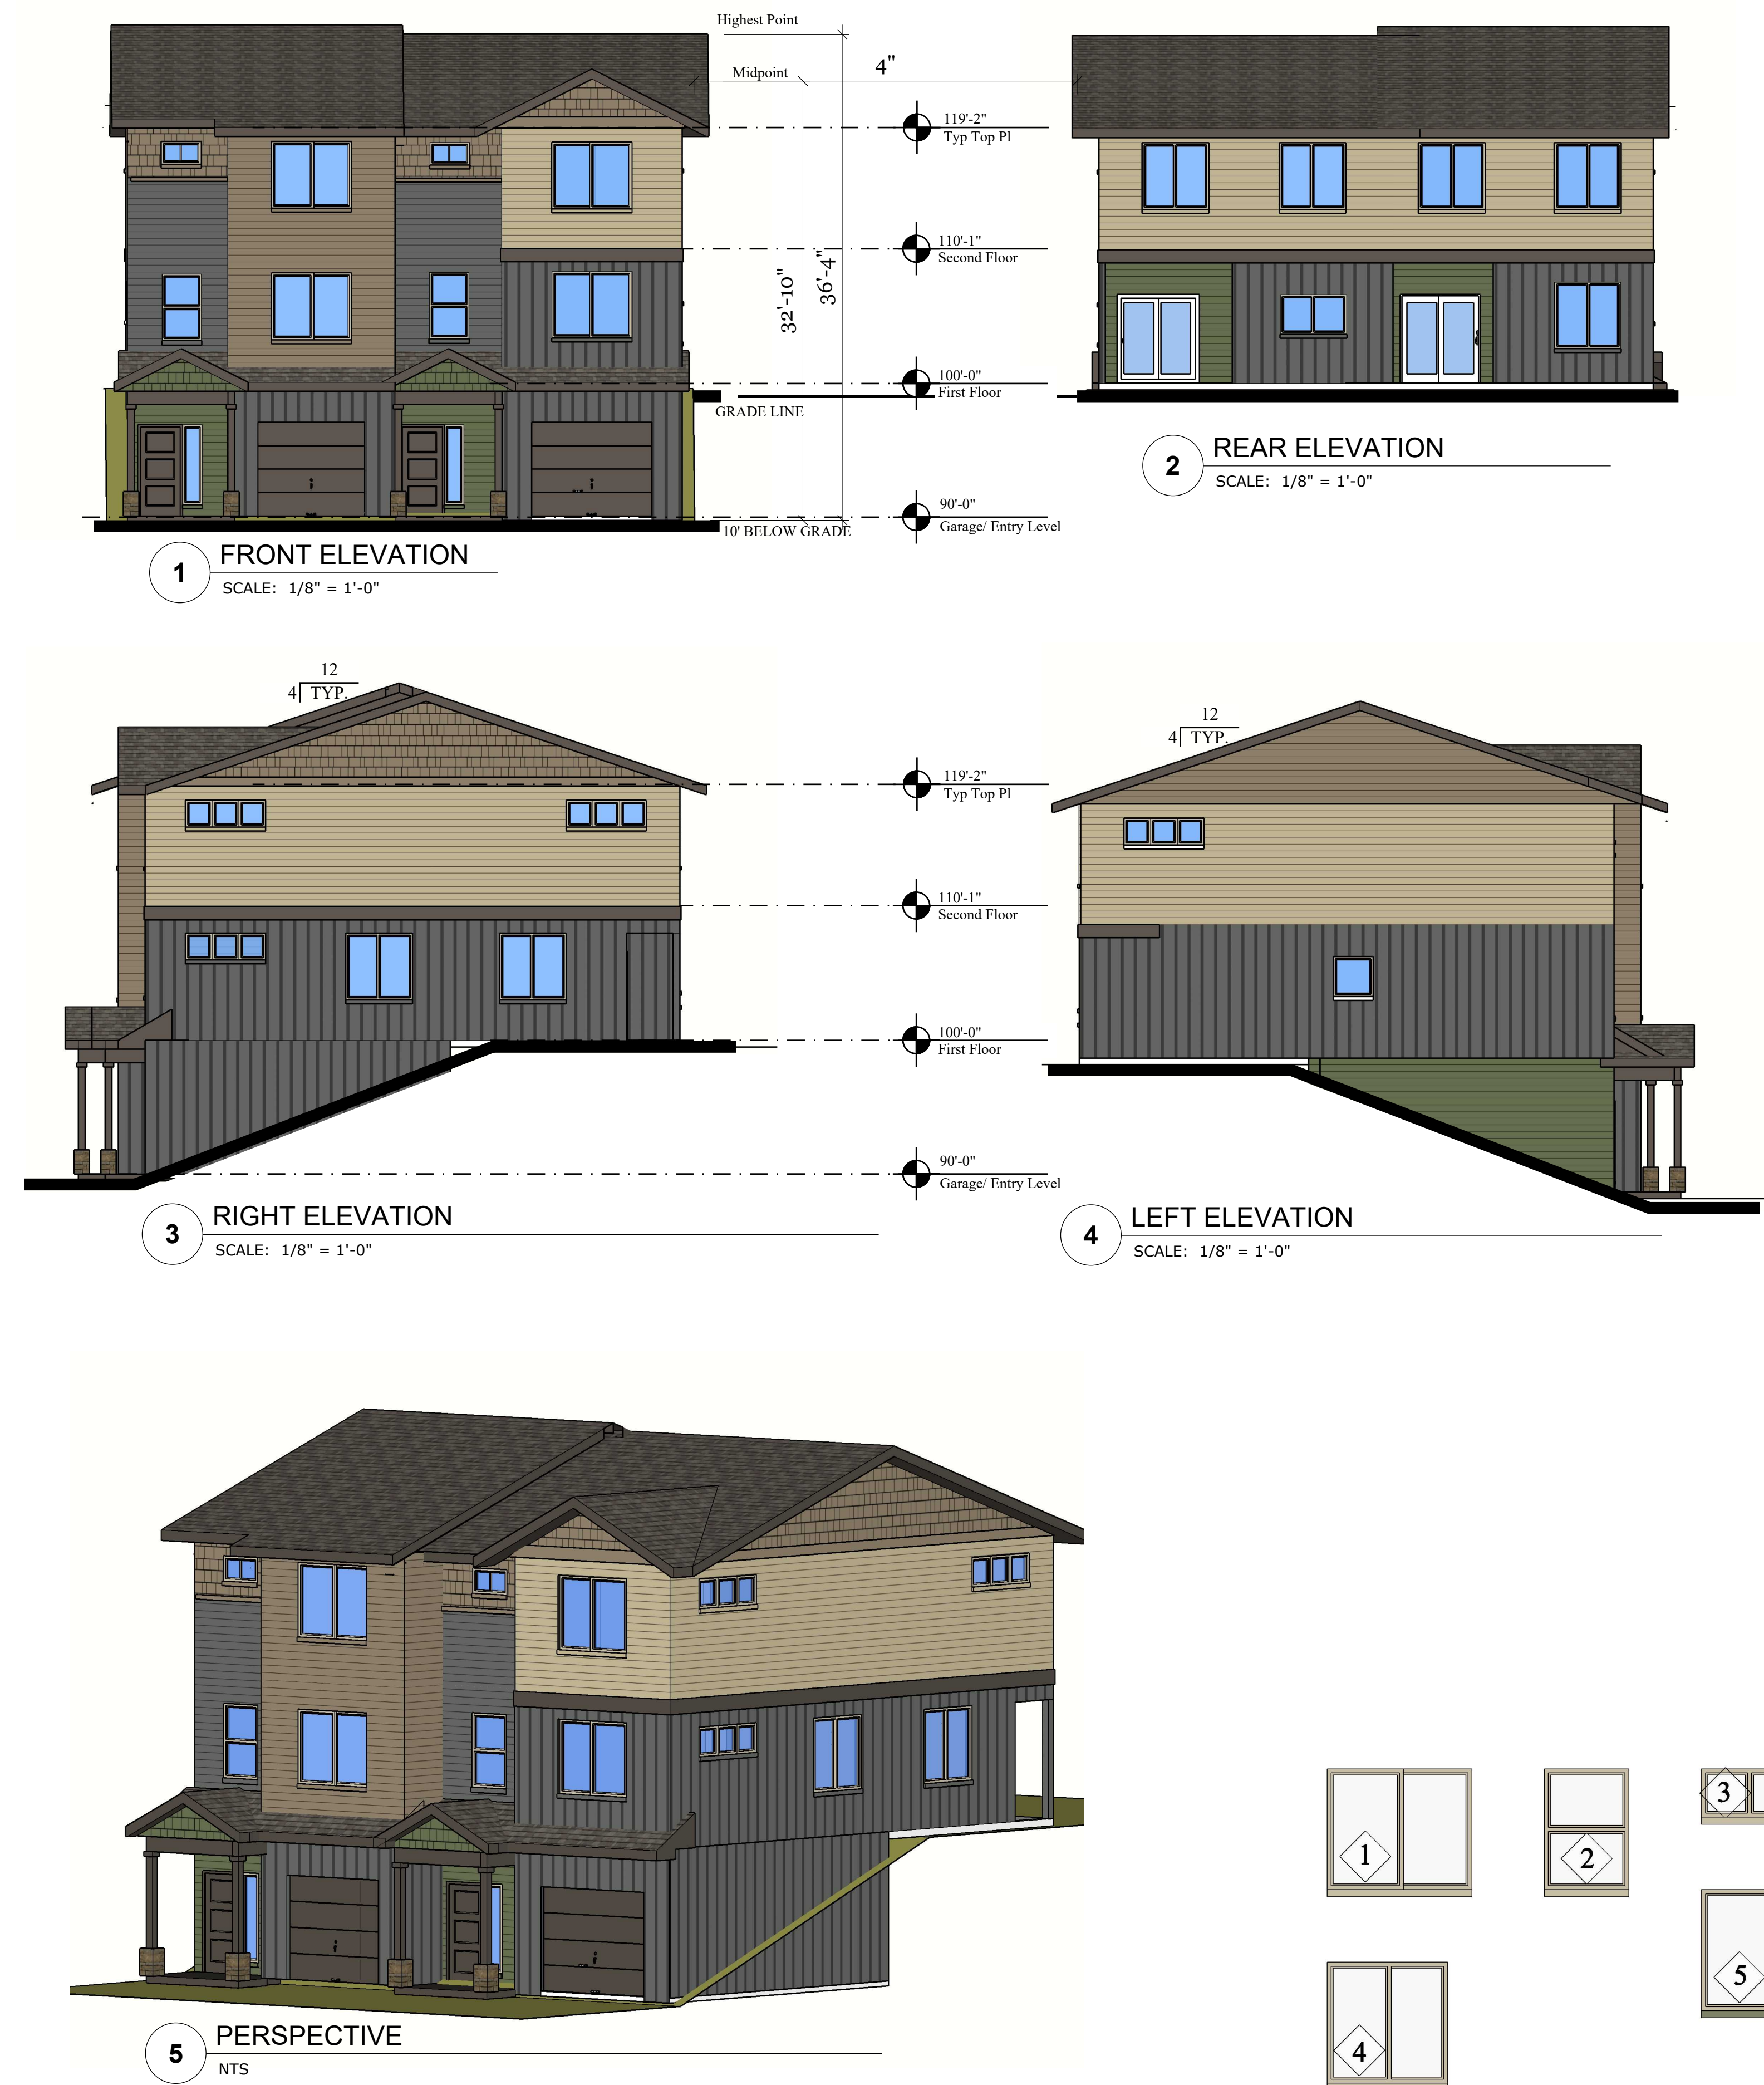 Highest Point
Midpoint
4"
119'-2"
Typ Top Pl
110'-1"
Second Floor
32'-10"
36'-4"
100'-0"
First Floor
GRADE LINE
90'-0"
Garage/ Entry Level
10' BELOW GRADE
1
FRONT ELEVATION
SCALE: 1/8" = 1'-0"
2
REAR ELEVATION
SCALE: 1/8" = 1'-0"
12
4
TYP.
12
4
TYP.
119'-2"
Typ Top Pl
110'-1"
Second Floor
100'-0"
First Floor
90'-0"
Garage/ Entry Level
3
RIGHT ELEVATION
SCALE: 1/8" = 1'-0"
4
LEFT ELEVATION
SCALE: 1/8" = 1'-0"
5
PERSPECTIVE
NTS
1
2
3
4
5